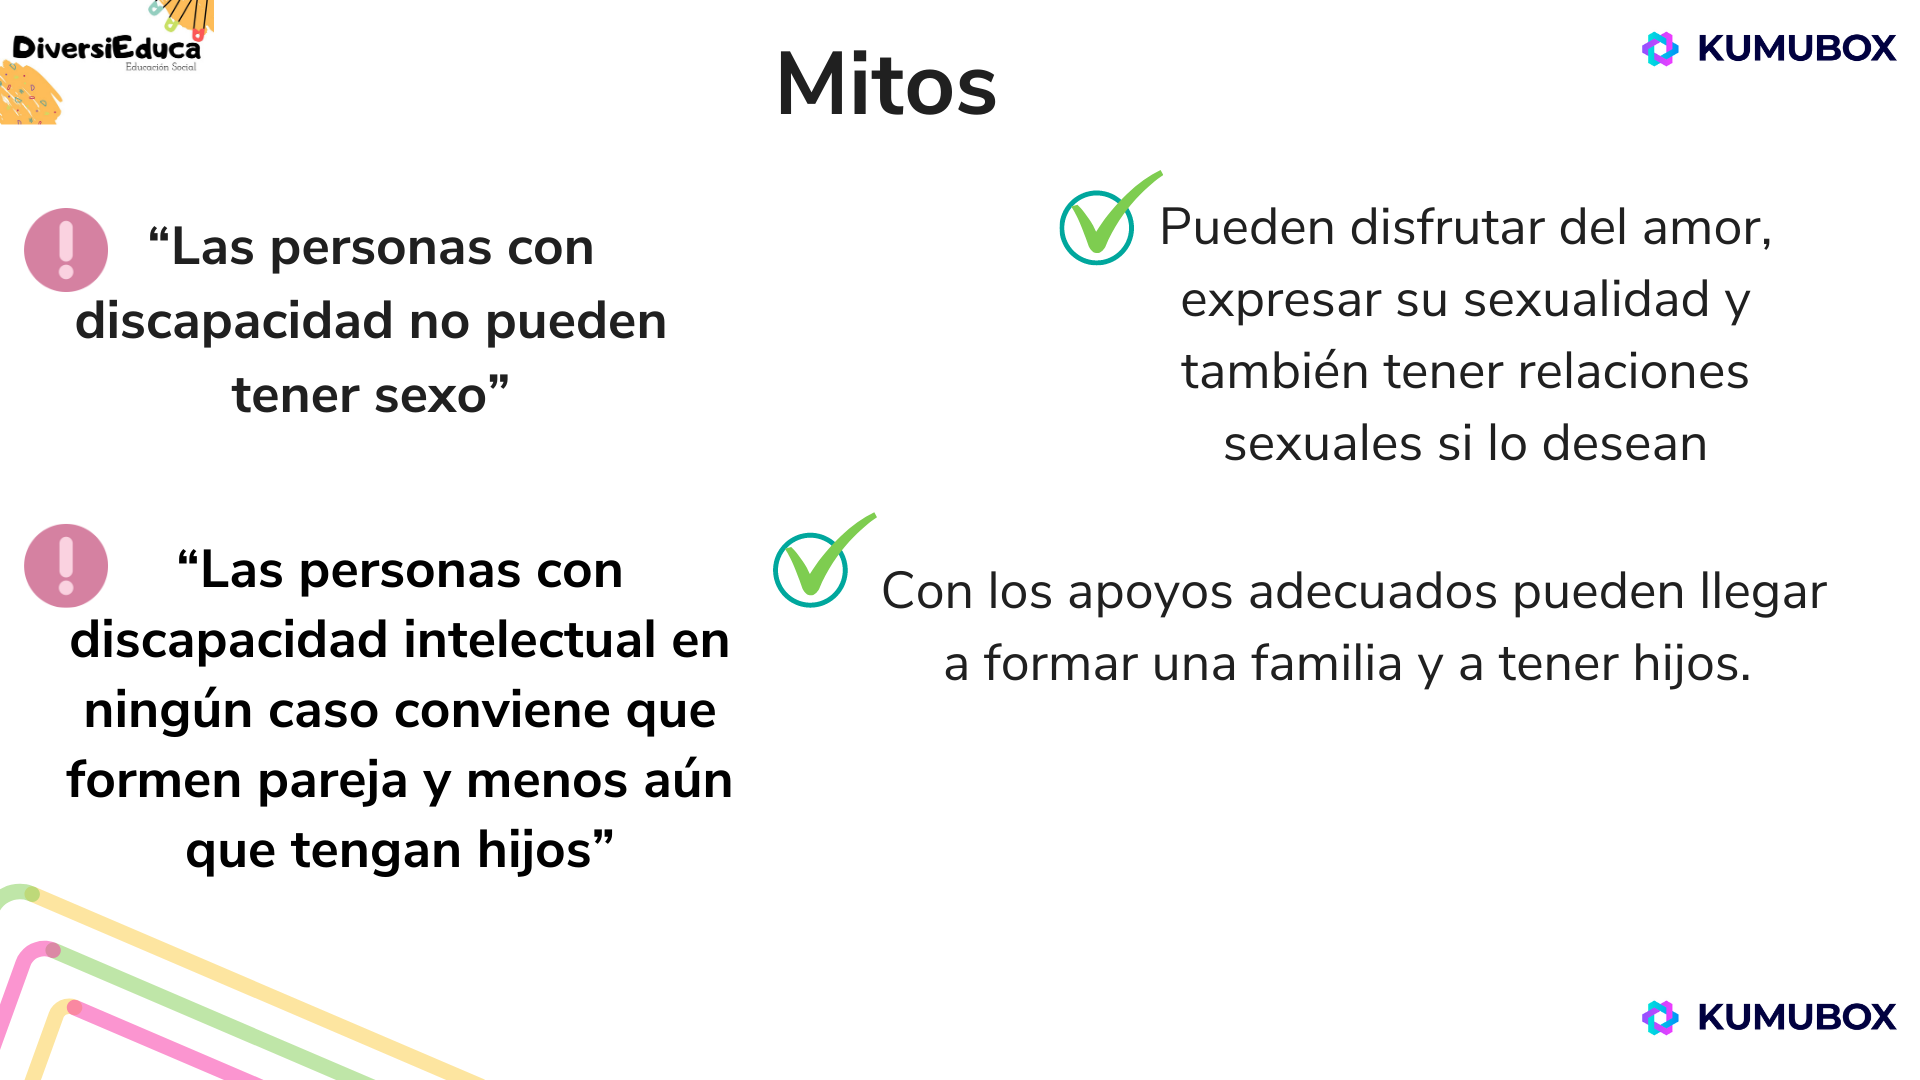 DiversiEduca
Educación Social
KUMUBOX
Mitos
“Las personas con
discapacidad no pueden
tener sexo”
Pueden disfrutar del amor,
expresar su sexualidad y
también tener relaciones
sexuales si lo desean
“Las personas con
discapacidad intelectual en
ningún caso conviene que
formen pareja y menos aún
que tengan hijos”
Con los apoyos adecuados pueden llegar
a formar una familia y a tener hijos.
KUMUBOX